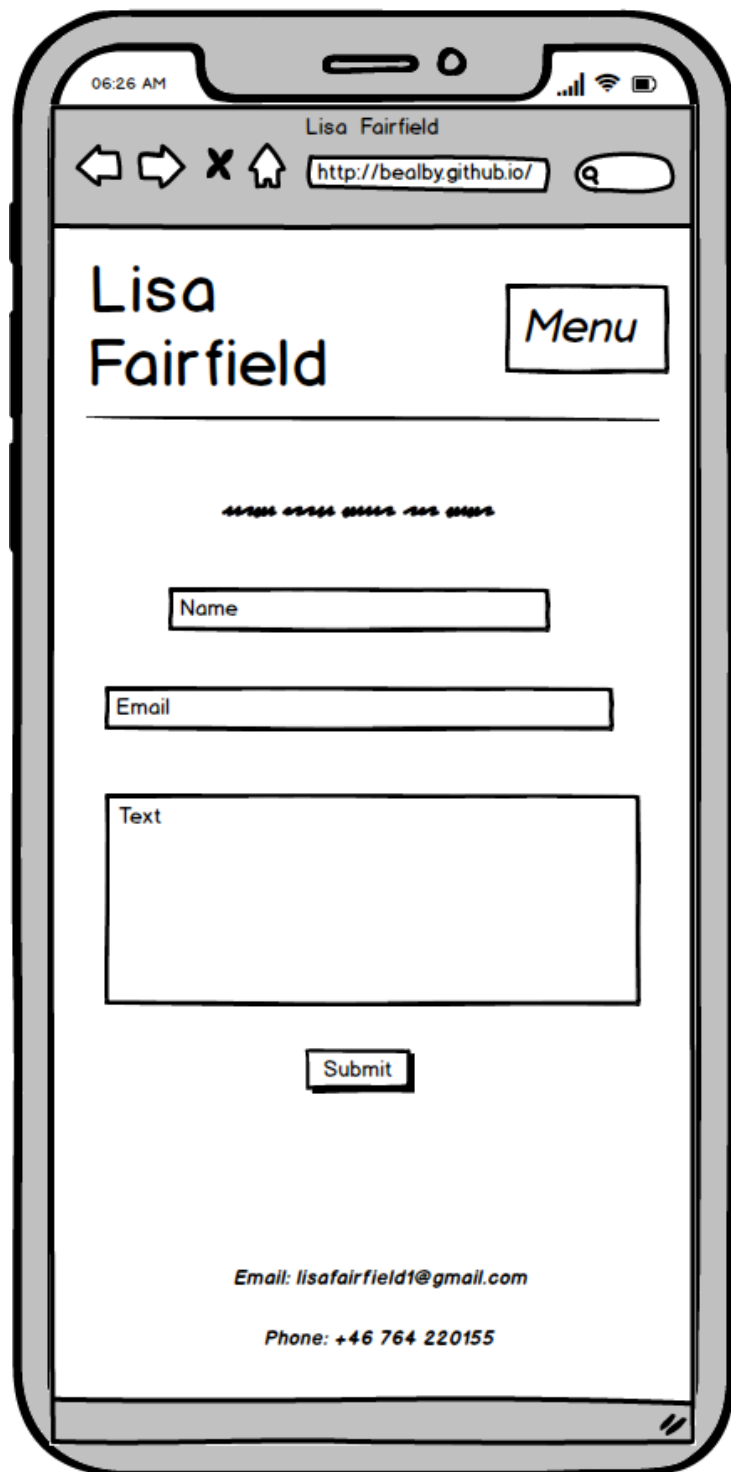 06:26 AM
Lisa Fairfield
http://bealby.github.io/
Lisa
Fairfield
Menu
Name
Email
Text
Submit
Email: lisafairfield1@gmail.com
Phone: +46 764 220155